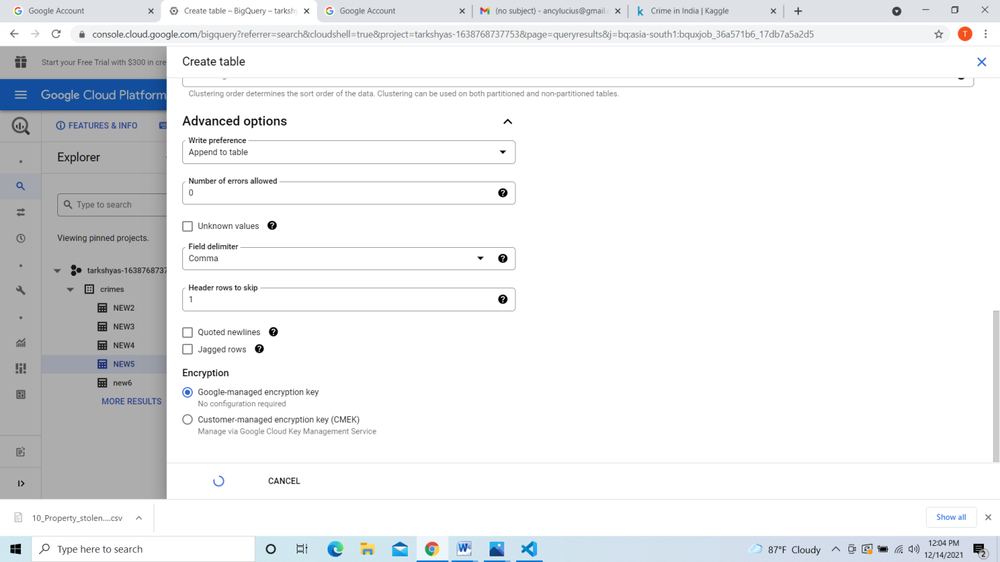 Google Account
Create table – BigQuery – tarksh
Google Account
(no subject) - ancylucius@gmail.
Crime in India | Kaggle
console.cloud.google.com/bigquery?referrer=search&cloudshell=true&project=tarkshyas-1638768737753&page=queryresults&j=bq:asia-south1:bquxjob_36a571b6_17db7a5a2d5
T
Start your Free Trial with $300 in cre
Create table
Google Cloud Platform
Clustering order determines the sort order of the data. Clustering can be used on both partitioned and non-partitioned tables.
FEATURES & INFO
Advanced options
Explorer
Write preference
Append to table
Number of errors allowed
0
Type to search
Unknown values
Viewing pinned projects.
Field delimiter
Comma
tarkshyas-1638768737
crimes
Header rows to skip
1
NEW2
NEW3
NEW4
NEW5
new6
MORE RESULTS
Quoted newlines
Jagged rows
Encryption
Google-managed encryption key
No configuration required
Customer-managed encryption key (CMEK)
Manage via Google Cloud Key Management Service
CANCEL
10_Property_stolen....csv
Show all
Type here to search
87°F Cloudy
12:04 PM
12/14/2021
2